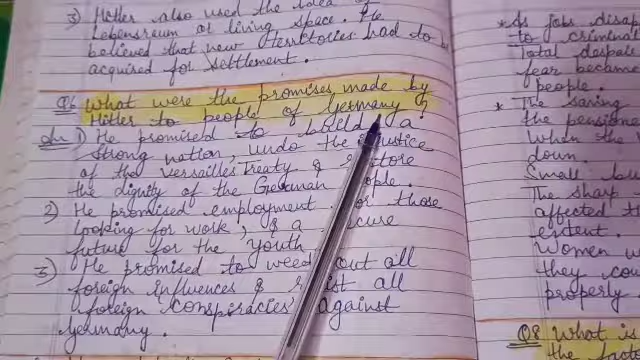 3) Hitler also used the idea of
Lebensraum or living space. He
believed that new territories had to be
acquired for settlement.
Q6 What were the promises made by
Hitler to people of Germany?
Ans 1) He promised to build a
strong nation, undo the
of the Versailles Treaty &
the dignity of the German people.
2) He promised employment for those
looking for work, & a secure
future for the youth
3) He promised to weed out all
foreign influences & resist all
foreign 'conspiracies' against
Germany.
* As jobs
to criminal
Total despair
fear became
people.
* The saving
the pensione
When the
down.
Small bu
The sharp
affected th
extent.
Women w
they cou
properly
Q8 What is
the facto